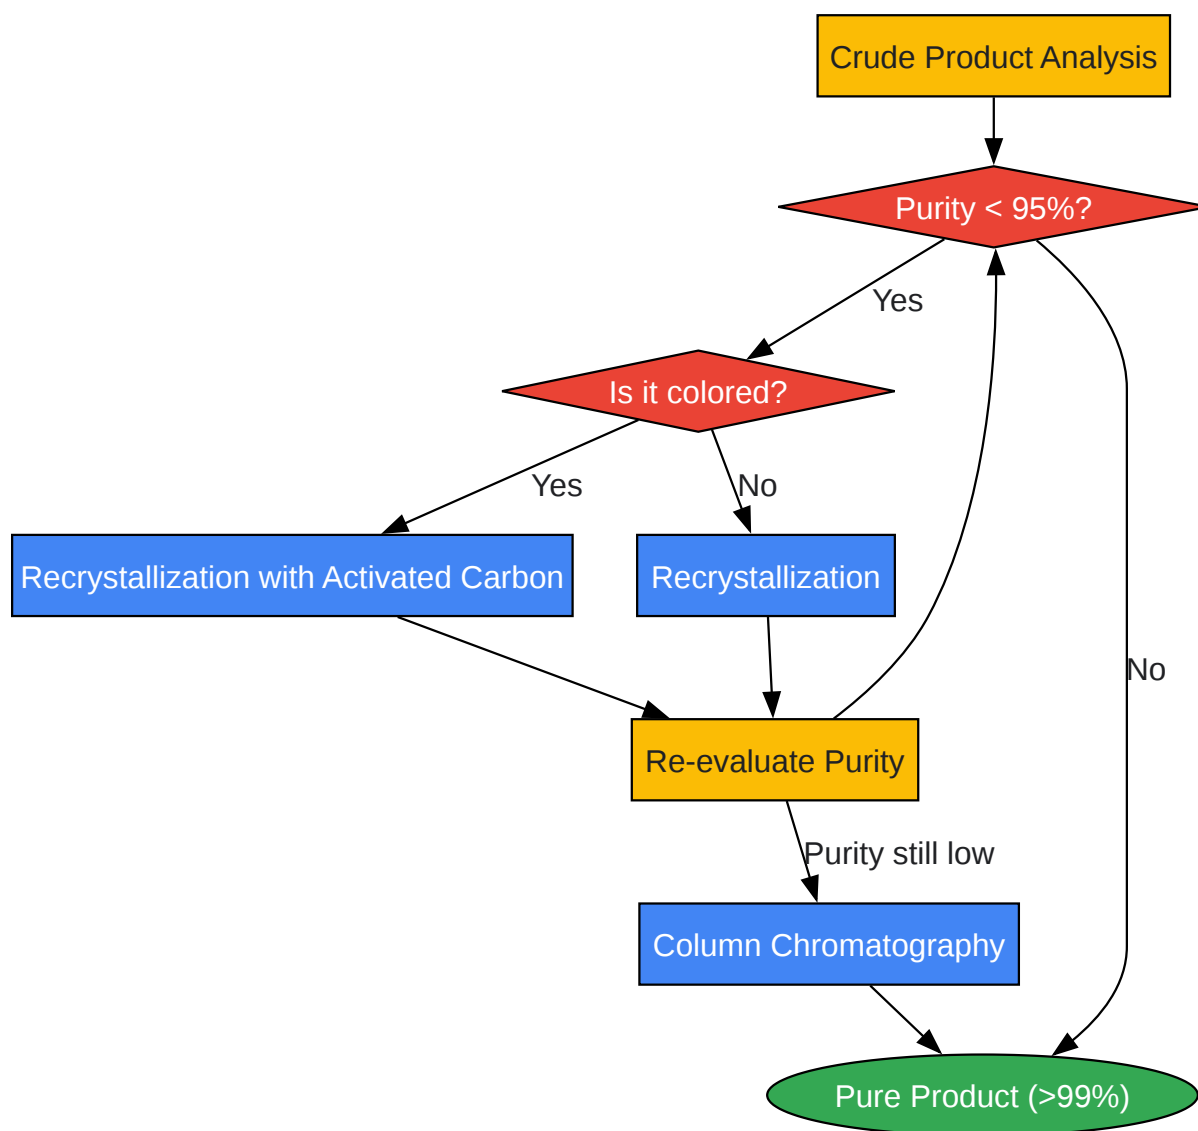 Crude Product Analysis
Purity < 95%?
Yes
Is it colored?
Yes
No
Recrystallization with Activated Carbon
Recrystallization
No
Re-evaluate Purity
Purity still low
Column Chromatography
Pure Product (>99%)